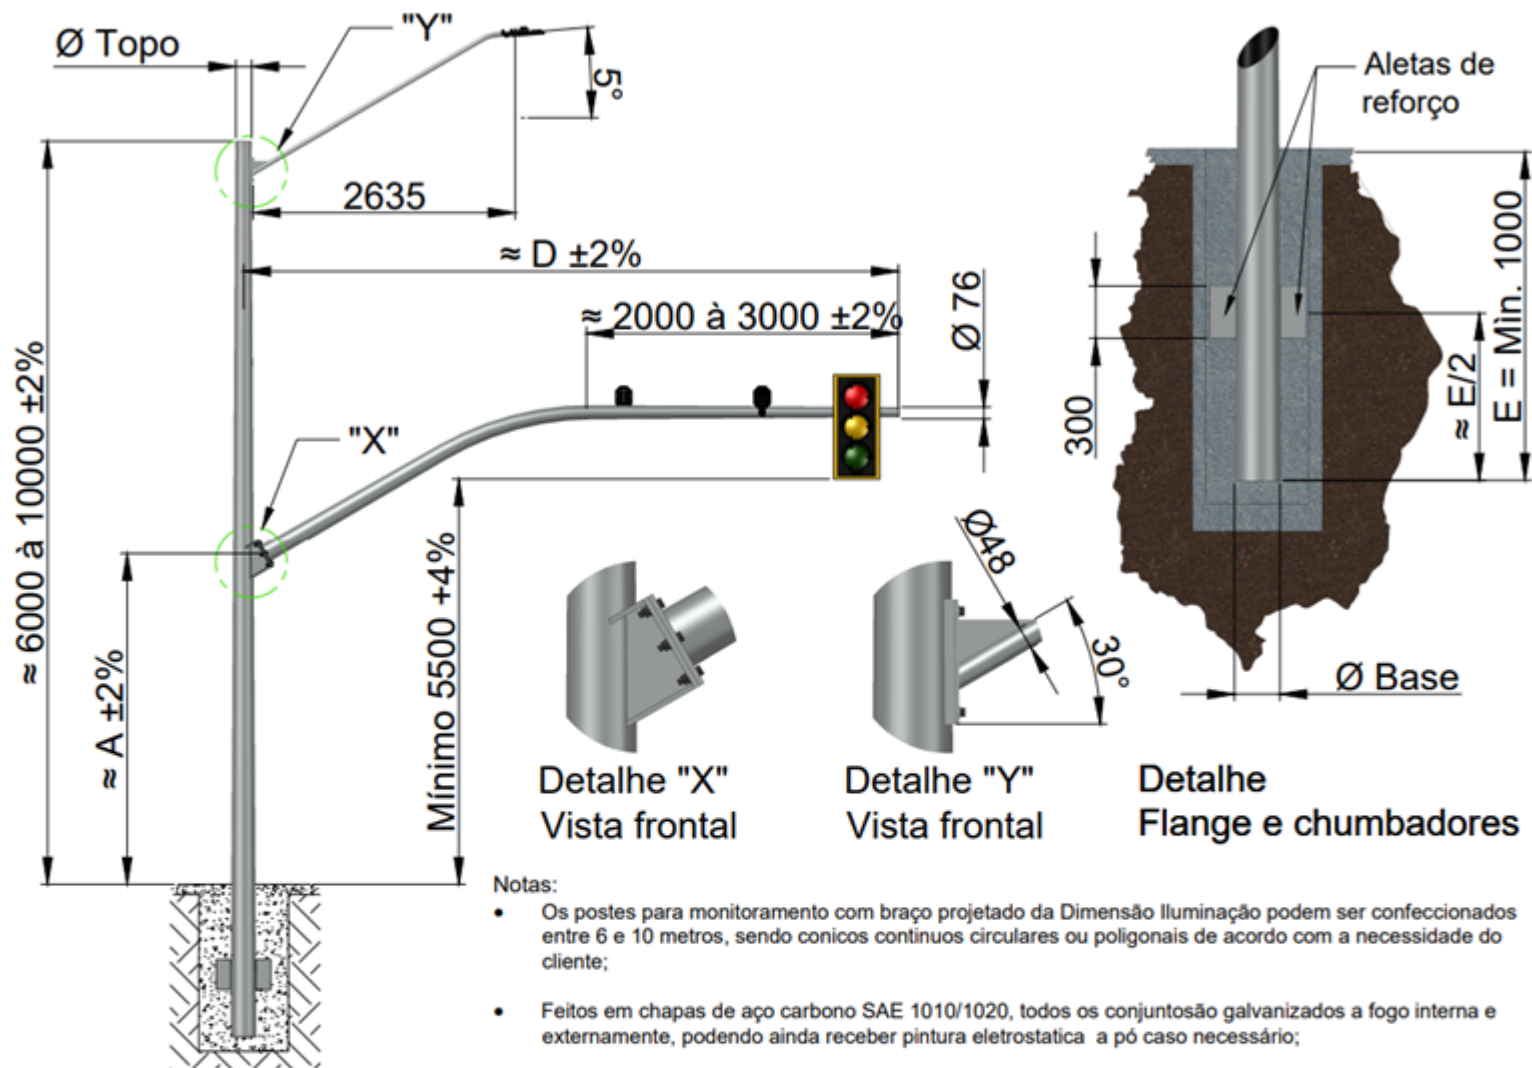 Ø Topo
"Y"
5°
2635
≈ D ±2%
≈ 2000 à 3000 ±2%
Ø 76
"X"
≈ 6000 à 10000 ±2%
≈ A ±2%
Mínimo 5500 +4%
Detalhe "X"
Vista frontal
Ø48
30°
Detalhe "Y"
Vista frontal
Aletas de
reforço
300
≈ E/2
E = Min. 1000
Ø Base
Detalhe
Flange e chumbadores
Notas:
• Os postes para monitoramento com braço projetado da Dimensão Iluminação podem ser confeccionados
entre 6 e 10 metros, sendo conicos continuos circulares ou poligonais de acordo com a necessidade do
cliente;
• Feitos em chapas de aço carbono SAE 1010/1020, todos os conjuntosão galvanizados a fogo interna e
externamente, podendo ainda receber pintura eletrostatica a pó caso necessário;